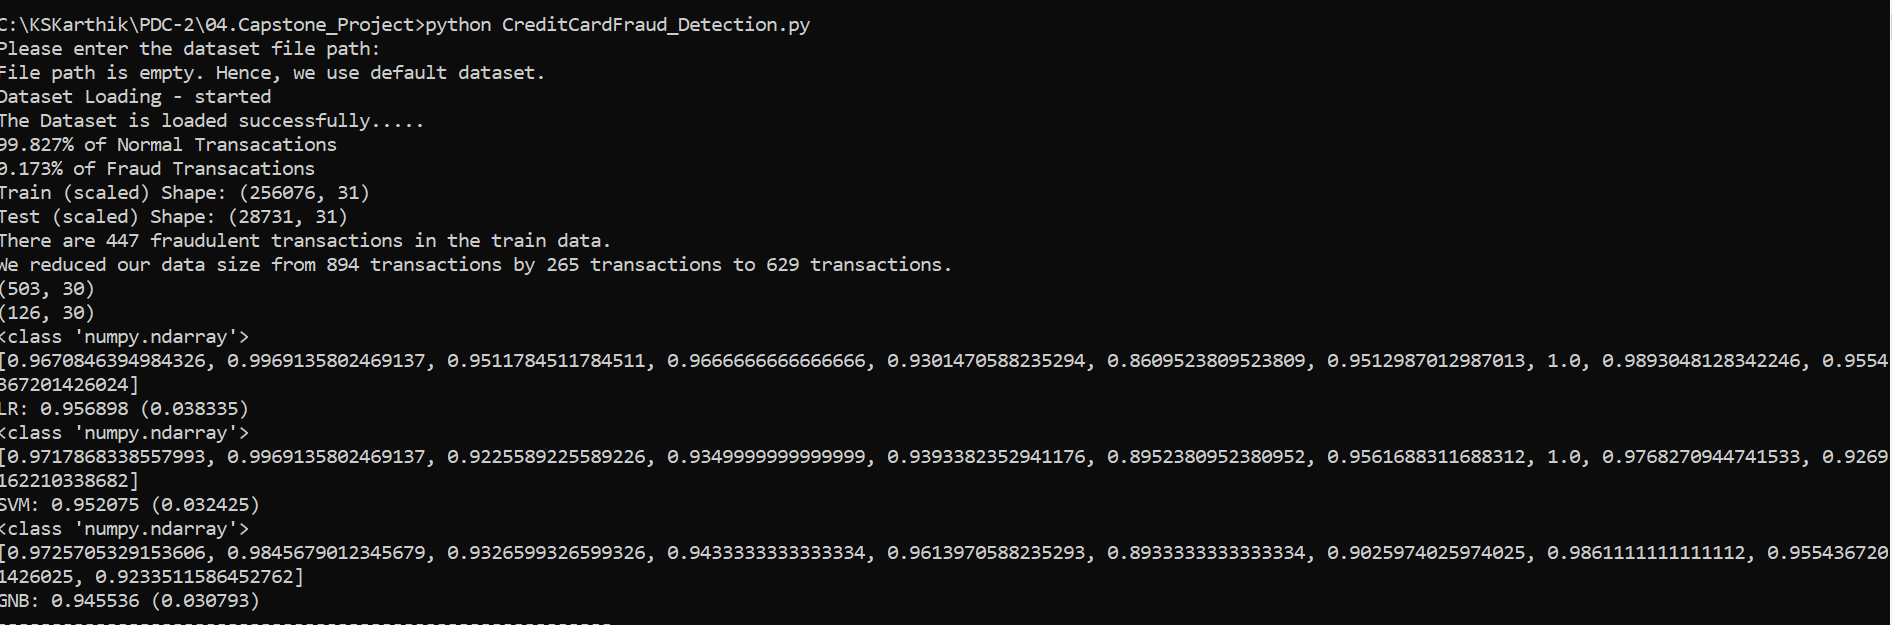 C:\KSKarthik\PDC-2\04.Capstone_Project>python CreditCardFraud_Detection.py
Please enter the dataset file path:
File path is empty. Hence, we use default dataset.
Dataset Loading - started
The Dataset is loaded successfully.....
99.827% of Normal Transacations
0.173% of Fraud Transacations
Train (scaled) Shape: (256076, 31)
Test (scaled) Shape: (28731, 31)
There are 447 fraudulent transactions in the train data.
We reduced our data size from 894 transactions by 265 transactions to 629 transactions.
(503, 30)
(126, 30)
<class 'numpy.ndarray'>
[0.9670846394984326, 0.9969135802469137, 0.9511784511784511, 0.9666666666666666, 0.9301470588235294, 0.8609523809523809, 0.9512987012987013, 1.0, 0.9893048128342246, 0.9554
367201426024]
LR: 0.956898 (0.038335)
<class 'numpy.ndarray'>
[0.9717868338557993, 0.9969135802469137, 0.9225589225589226, 0.9349999999999999, 0.9393382352941176, 0.8952380952380952, 0.9561688311688312, 1.0, 0.9768270944741533, 0.9269
162210338682]
SVM: 0.952075 (0.032425)
<class 'numpy.ndarray'>
[0.9725705329153606, 0.9845679012345679, 0.9326599326599326, 0.9433333333333334, 0.9613970588235293, 0.8933333333333334, 0.9025974025974025, 0.9861111111111112, 0.955436720
1426025, 0.9233511586452762]
GNB: 0.945536 (0.030793)